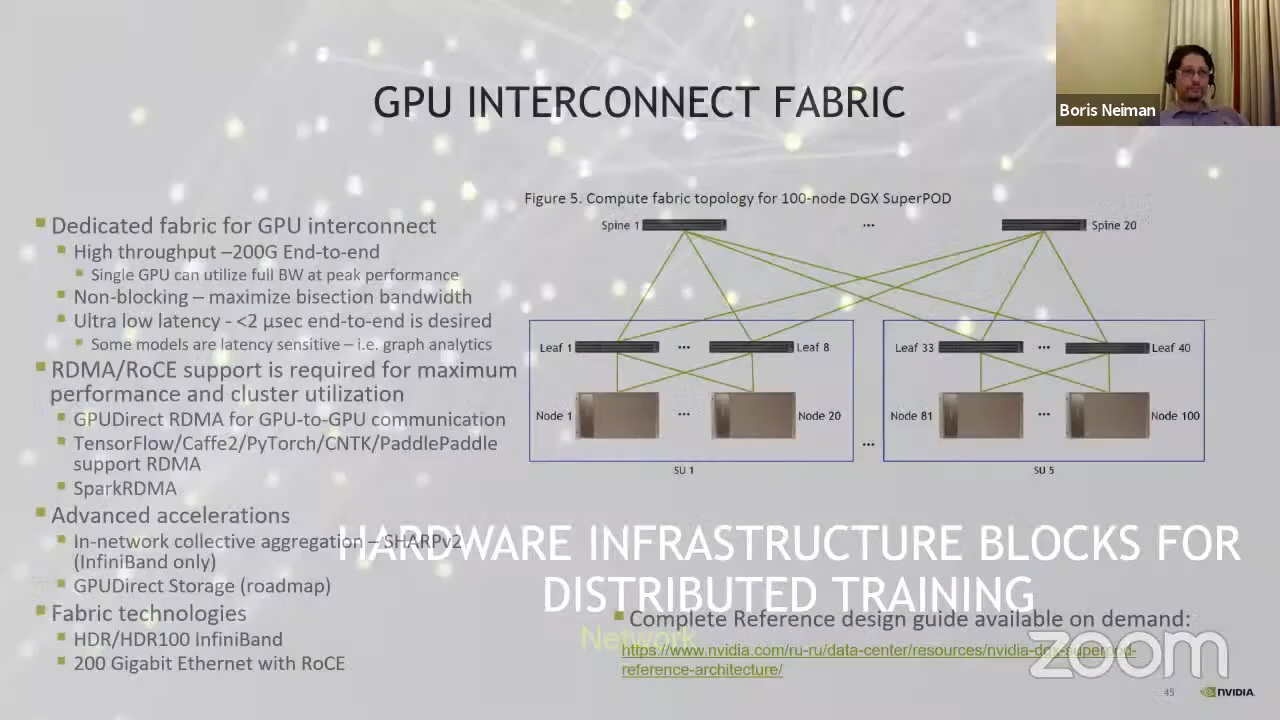 Boris Neiman
GPU INTERCONNECT FABRIC
Dedicated fabric for GPU interconnect
High throughput –200G End-to-end
Single GPU can utilize full BW at peak performance
Non-blocking – maximize bisection bandwidth
Ultra low latency - <2 µsec end-to-end is desired
Some models are latency sensitive – i.e. graph analytics
RDMA/RoCE support is required for maximum
performance and cluster utilization
GPUDirect RDMA for GPU-to-GPU communication
TensorFlow/Caffe2/PyTorch/CNTK/PaddlePaddle
support RDMA
SparkRDMA
Advanced accelerations
In-network collective aggregation – SHARPv2
(InfiniBand only)
GPUDirect Storage (roadmap)
Fabric technologies
HDR/HDR100 InfiniBand
200 Gigabit Ethernet with RoCE
Figure 5. Compute fabric topology for 100-node DGX SuperPOD
Spine 1 ... Spine 20
Leaf 1 ... Leaf 8 Leaf 33 ... Leaf 40
Node 1 ... Node 20 Node 81 ... Node 100
...
SU 1 SU 5
HARDWARE INFRASTRUCTURE BLOCKS FOR
DISTRIBUTED TRAINING
Complete Reference design guide available on demand:
Network
https://www.nvidia.com/ru-ru/data-center/resources/nvidia-dgx-superpod-
reference-architecture/
zoom
45 NVIDIA.